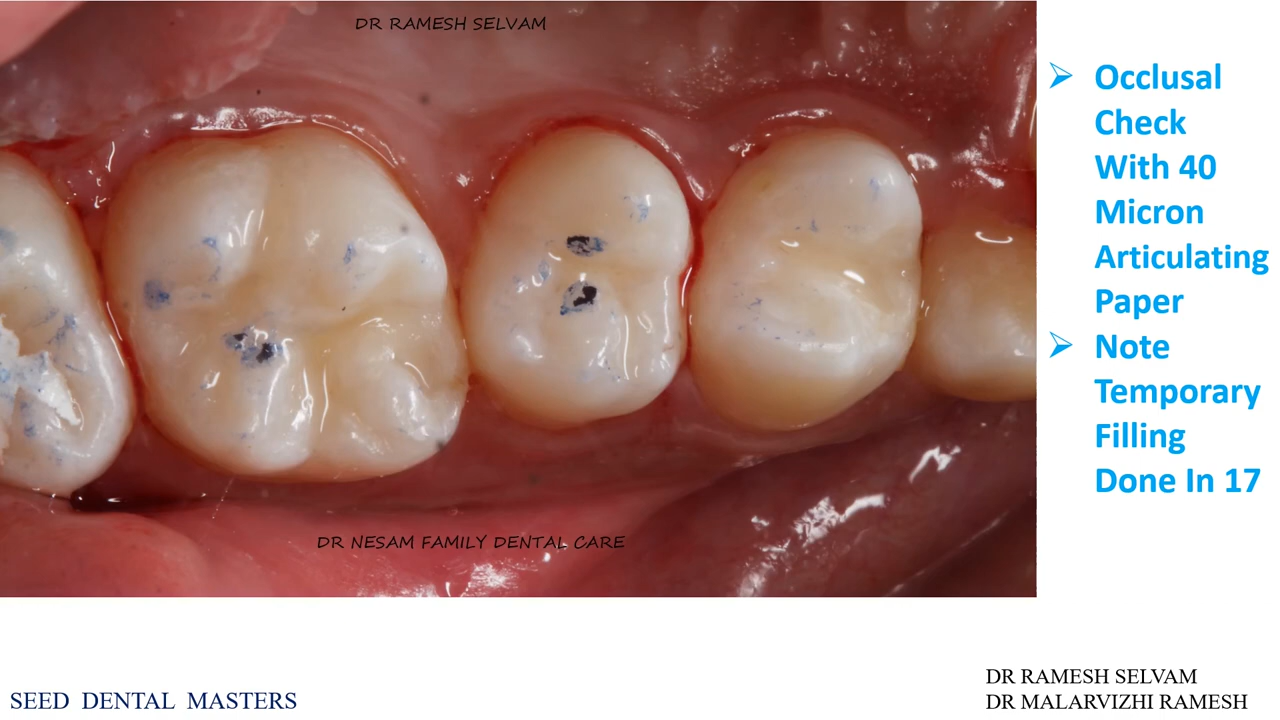 DR RAMESH SELVAM
➢ Occlusal
Check
With 40
Micron
Articulating
Paper
➢ Note
Temporary
Filling
Done In 17
DR NESAM FAMILY DENTAL CARE
SEED DENTAL MASTERS
DR RAMESH SELVAM
DR MALARVIZHI RAMESH